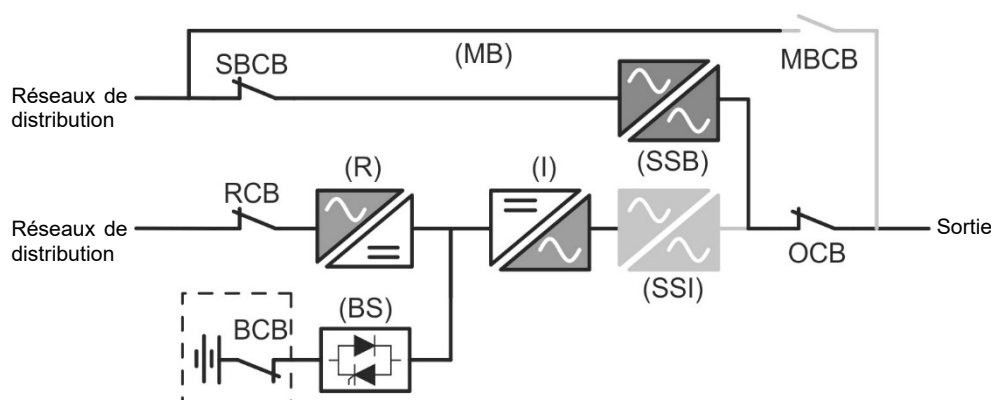 (MB)
MBCB
SBCB
Réseaux de
distribution
(SSB)
(R)
(I)
RCB
Réseaux de
distribution
Sortie
OCB
(SSI)
(BS)
BCB